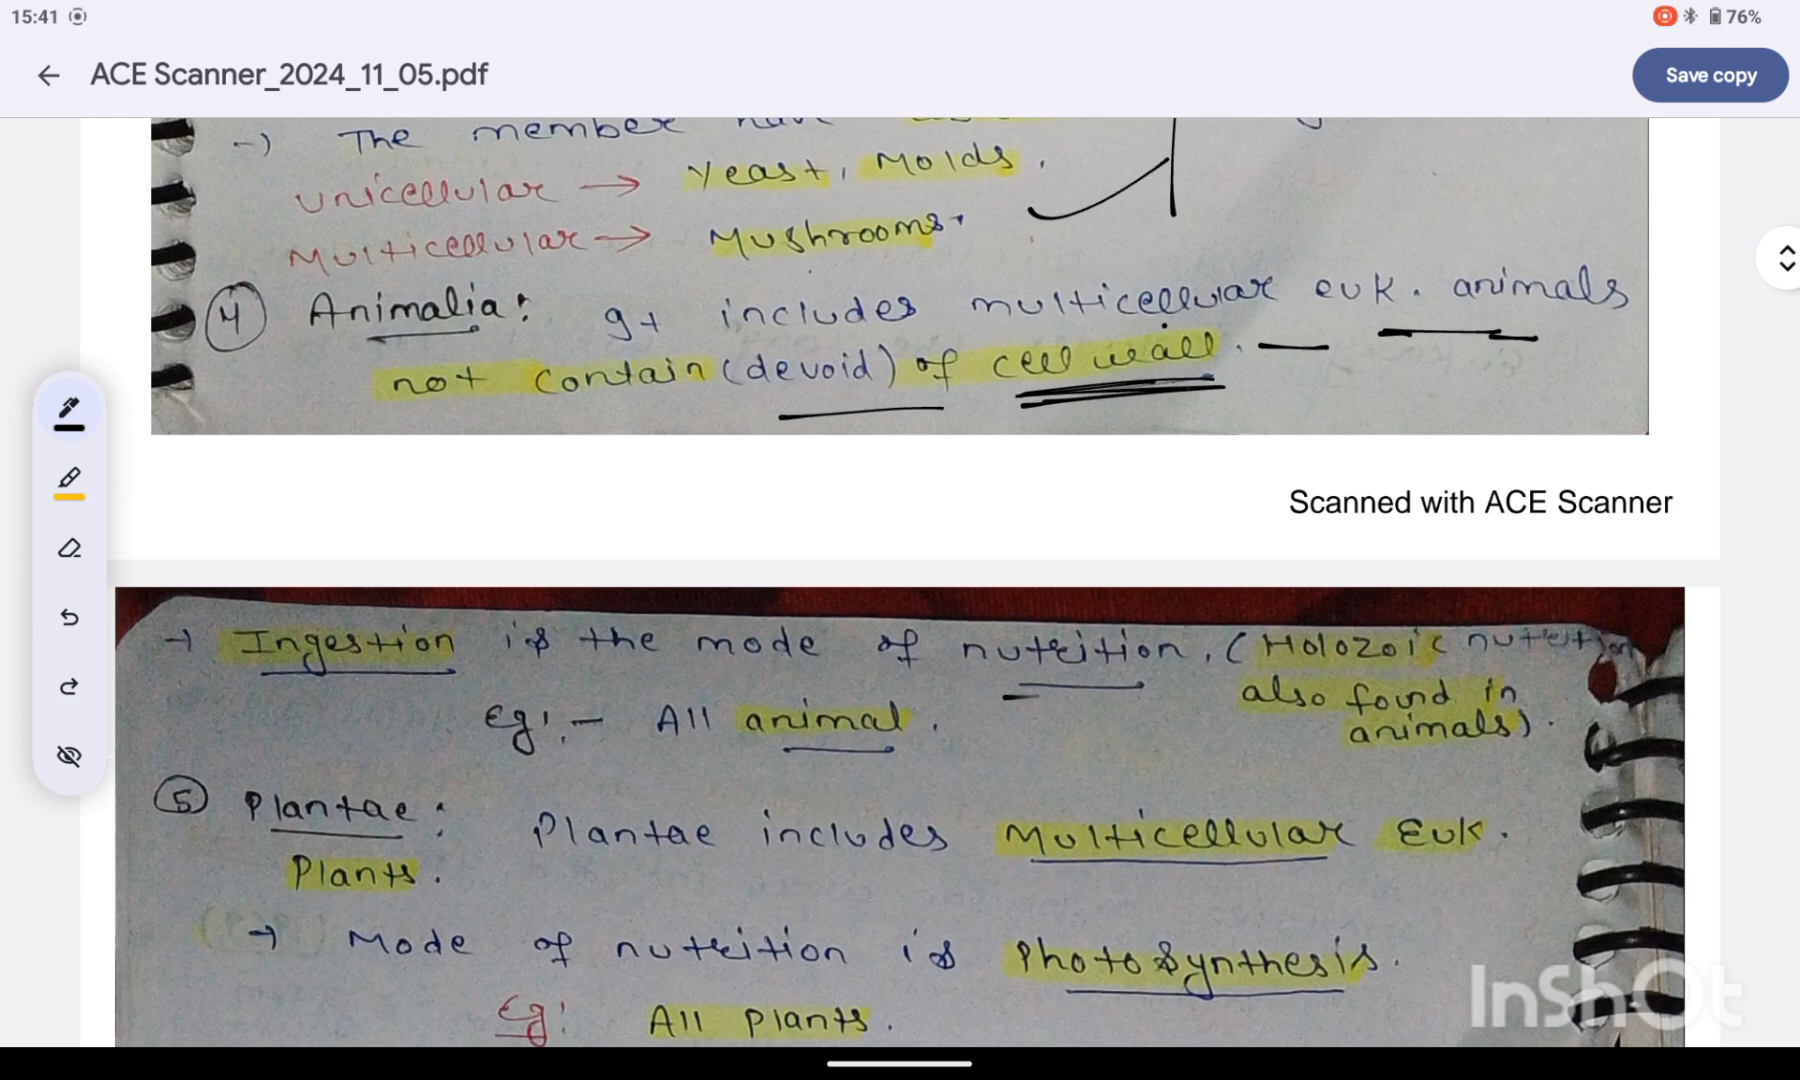 15:41
76%
ACE Scanner_2024_11_05.pdf
Save copy
-) The member have
Unicellular → Yeast, Molds.
Multicellular → Mushrooms.
4 Animalia: It includes multicellular euk. animals
not contain (devoid) of cell wall.
Scanned with ACE Scanner
→ Ingestion is the mode of nutrition. (Holozoic nutrition
also found in
animals).
Eg:- All animal.
5 Plantae: Plantae includes Multicellular Euk.
Plants.
→ Mode of nutrition is Photosynthesis.
Eg: All Plants.
InShOt